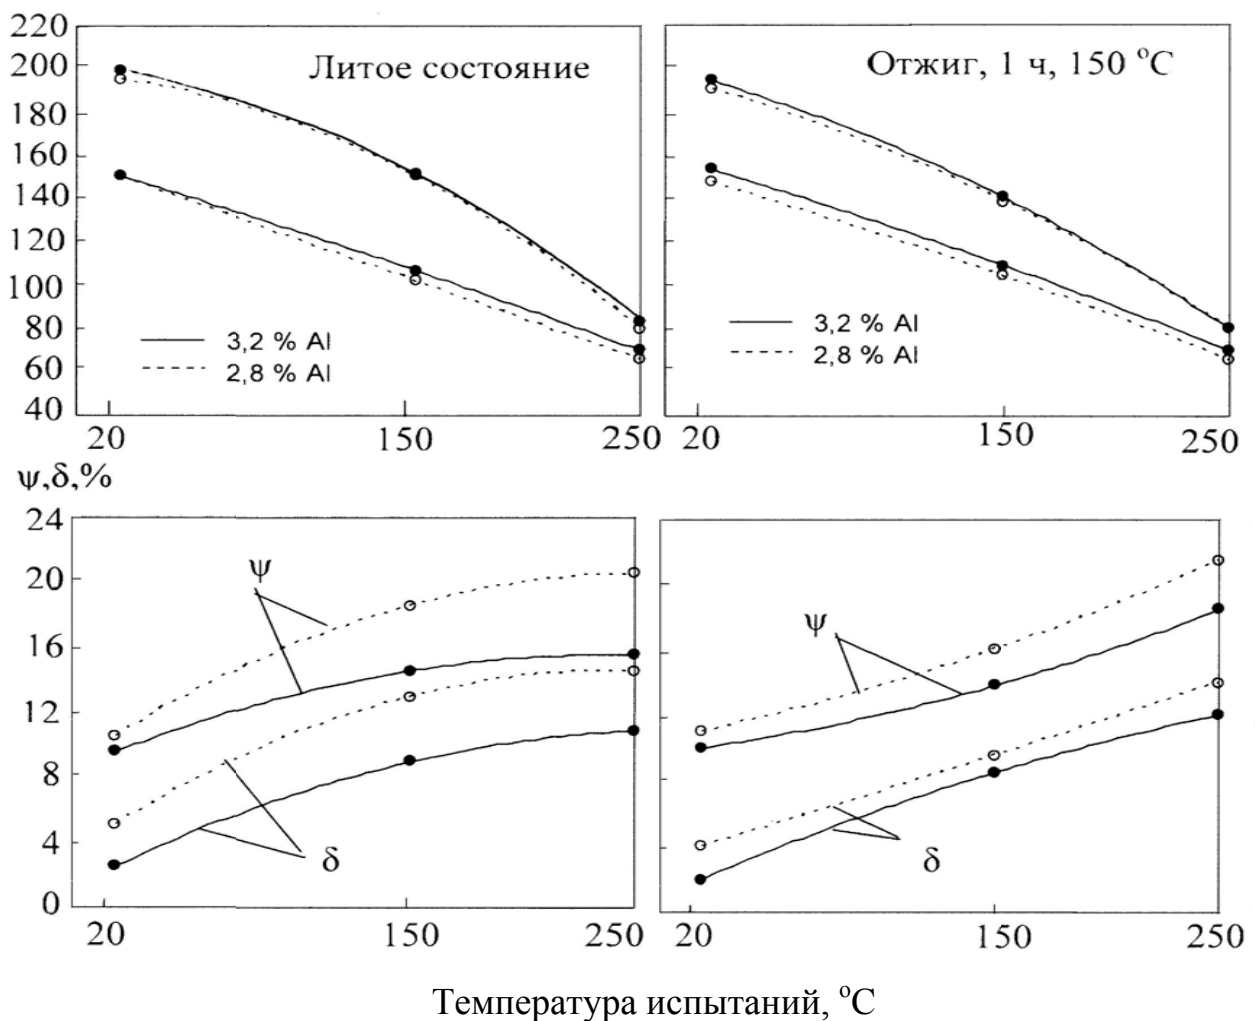 220
200
180
160
140
120
100
80
60
40
Литое состояние
3,2 % Al
2,8 % Al
20 150 250
Отжиг, 1 ч, 150 °C
3,2 % Al
2,8 % Al
20 150 250
ψ,δ,%
24
20
16
12
8
4
0
ψ
δ
20 150 250
ψ
δ
20 150 250
Температура испытаний, °С